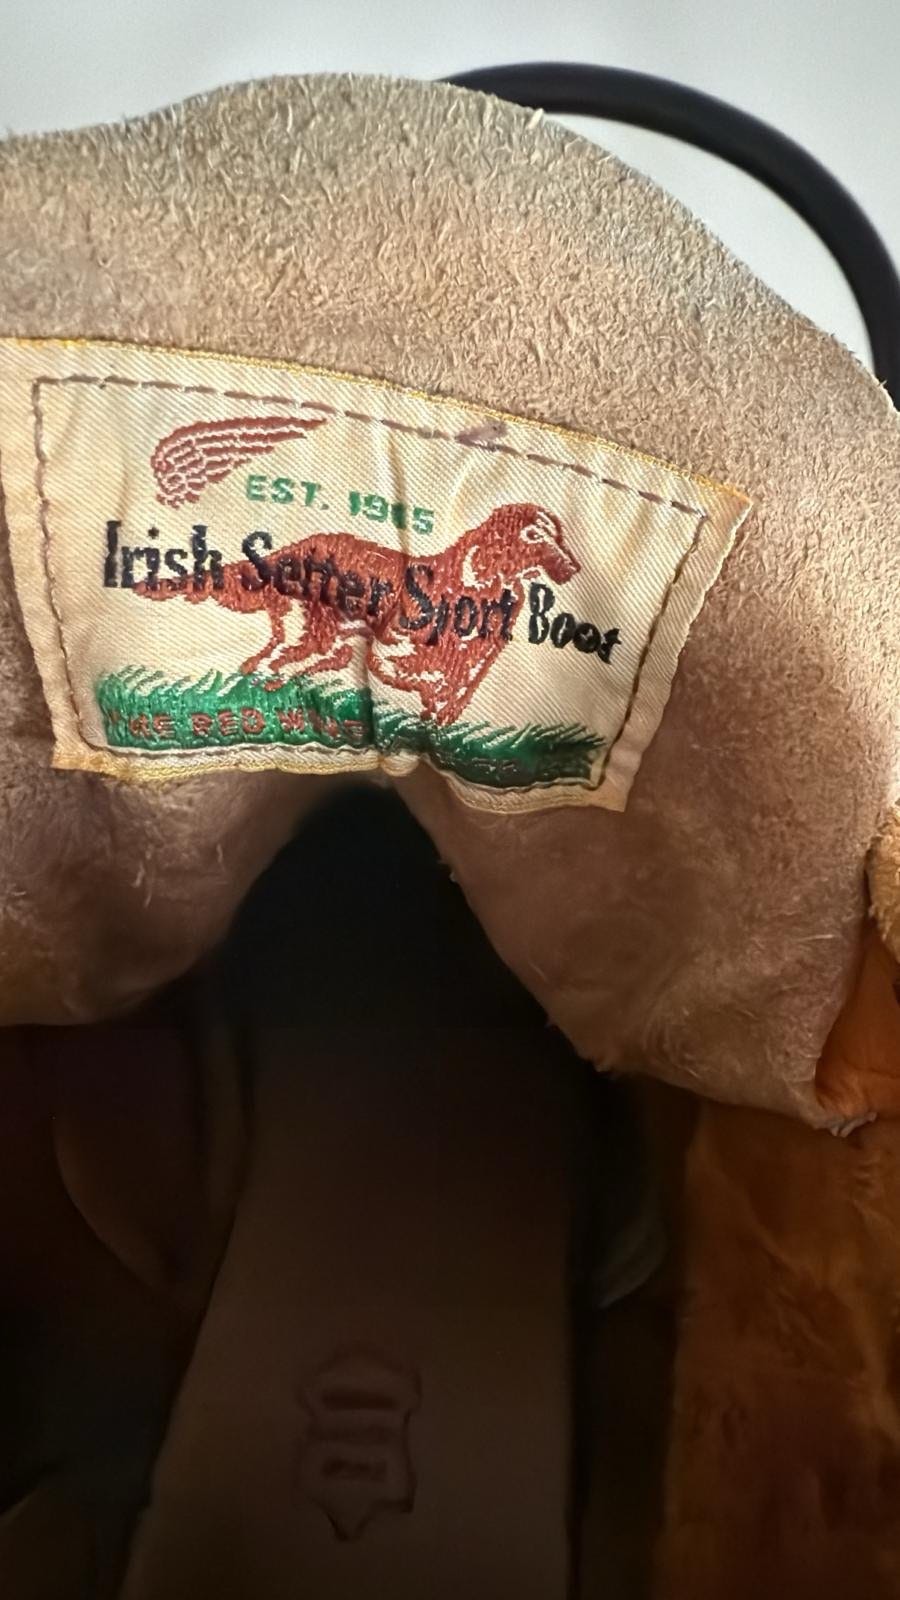 EST. 1905
Irish Setter Sport Boot
THE RED WING